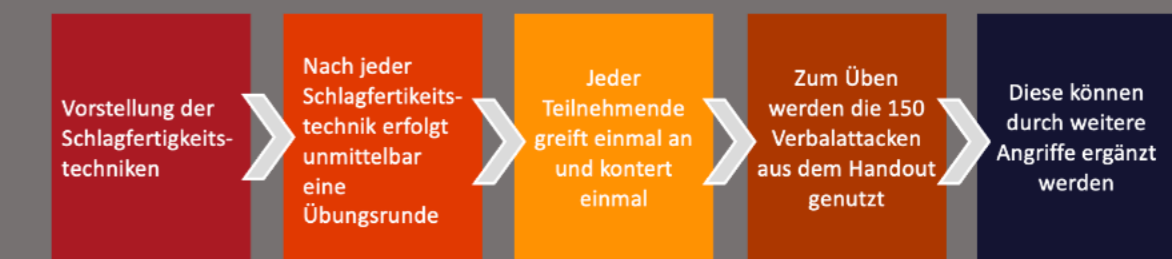 Vorstellung der
Schlagfertigkeits-
techniken
Nach jeder
Schlagfertikeits-
technik erfolgt
unmittelbar
eine
Übungsrunde
Jeder
Teilnehmende
greift einmal an
und kontert
einmal
Zum Üben
werden die 150
Verbalattacken
aus dem Handout
genutzt
Diese können
durch weitere
Angriffe ergänzt
werden